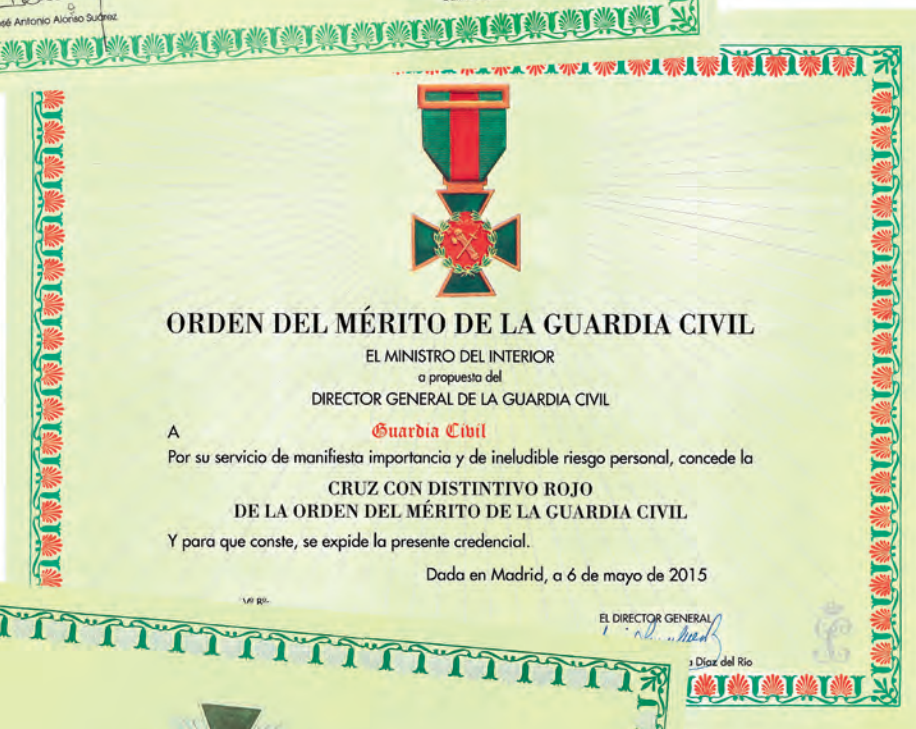 José Antonio Alonso Suárez
ORDEN DEL MÉRITO DE LA GUARDIA CIVIL
EL MINISTRO DEL INTERIOR
a propuesta del
DIRECTOR GENERAL DE LA GUARDIA CIVIL
A Guardia Civil
Por su servicio de manifiesta importancia y de ineludible riesgo personal, concede la
CRUZ CON DISTINTIVO ROJO
DE LA ORDEN DEL MÉRITO DE LA GUARDIA CIVIL
Y para que conste, se expide la presente credencial.
Dada en Madrid, a 6 de mayo de 2015
EL DIRECTOR GENERAL
Díaz del Río